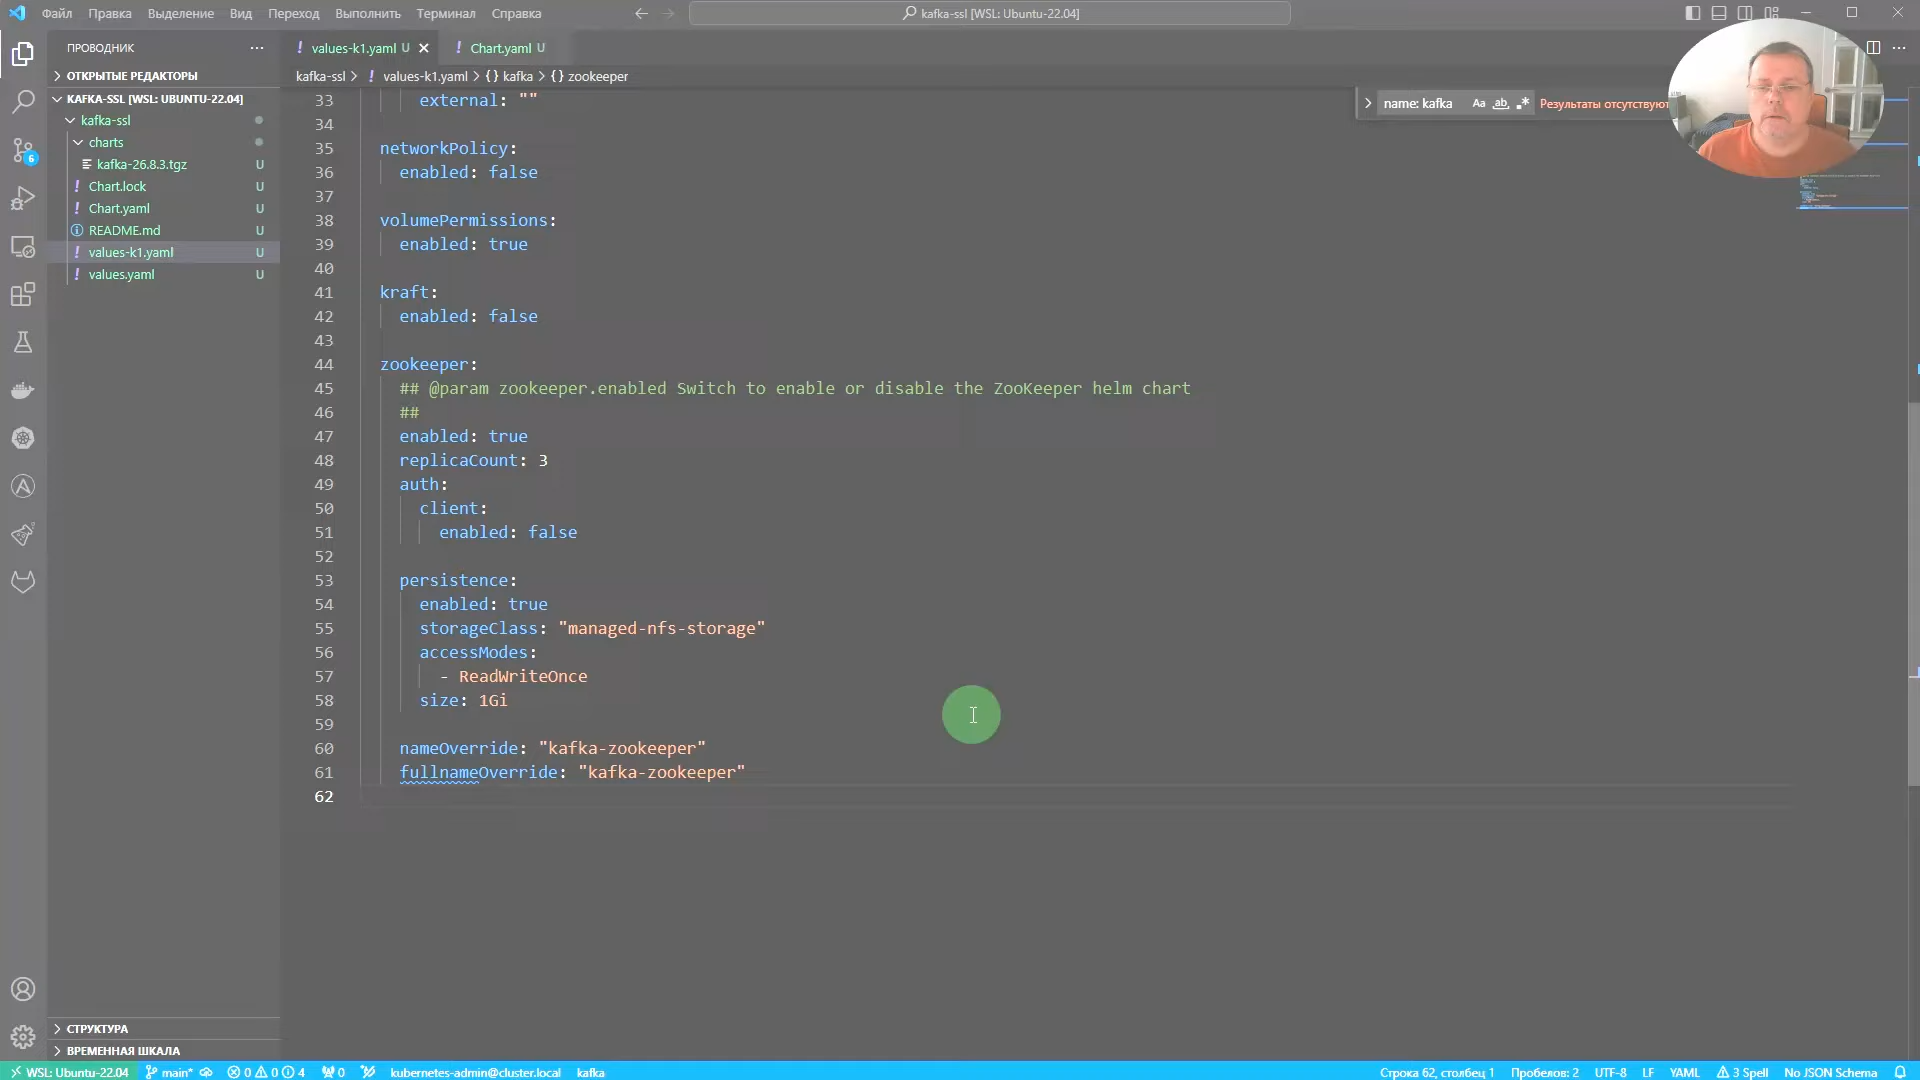 Файл Правка Выделение Вид Переход Выполнить Терминал Справка
kafka-ssl [WSL: Ubuntu-22.04]
ПРОВОДНИК
values-k1.yaml U
Chart.yaml U
ОТКРЫТЫЕ РЕДАКТОРЫ
kafka-ssl > values-k1.yaml > {} kafka > {} zookeeper
KAFKA-SSL [WSL: UBUNTU-22.04]
name: kafka Aa ab Результаты отсутствуют
kafka-ssl
charts
kafka-26.8.3.tgz U
Chart.lock U
Chart.yaml U
README.md U
values-k1.yaml U
values.yaml U
33 external: ""
34
35 networkPolicy:
36 enabled: false
37
38 volumePermissions:
39 enabled: true
40
41 kraft:
42 enabled: false
43
44 zookeeper:
45 ## @param zookeeper.enabled Switch to enable or disable the ZooKeeper helm chart
46 ##
47 enabled: true
48 replicaCount: 3
49 auth:
50 client:
51 enabled: false
52
53 persistence:
54 enabled: true
55 storageClass: "managed-nfs-storage"
56 accessModes:
57 - ReadWriteOnce
58 size: 1Gi
59
60 nameOverride: "kafka-zookeeper"
61 fullnameOverride: "kafka-zookeeper"
62
6
СТРУКТУРА
ВРЕМЕННАЯ ШКАЛА
WSL: Ubuntu-22.04 main* 0 0 4 0 kubernetes-admin@cluster.local kafka Строка 62, столбец 1 Пробелов: 2 UTF-8 LF YAML 3 Spell No JSON Schema